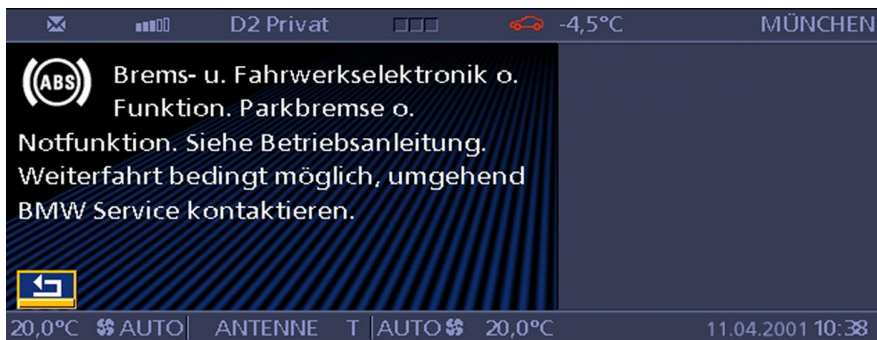 D2 Privat -4,5°C MÜNCHEN
ABS
Brems- u. Fahrwerkselektronik o.
Funktion. Parkbremse o.
Notfunktion. Siehe Betriebsanleitung.
Weiterfahrt bedingt möglich, umgehend
BMW Service kontaktieren.
20,0°C AUTO ANTENNE T AUTO 20,0°C 11.04.2001 10:38